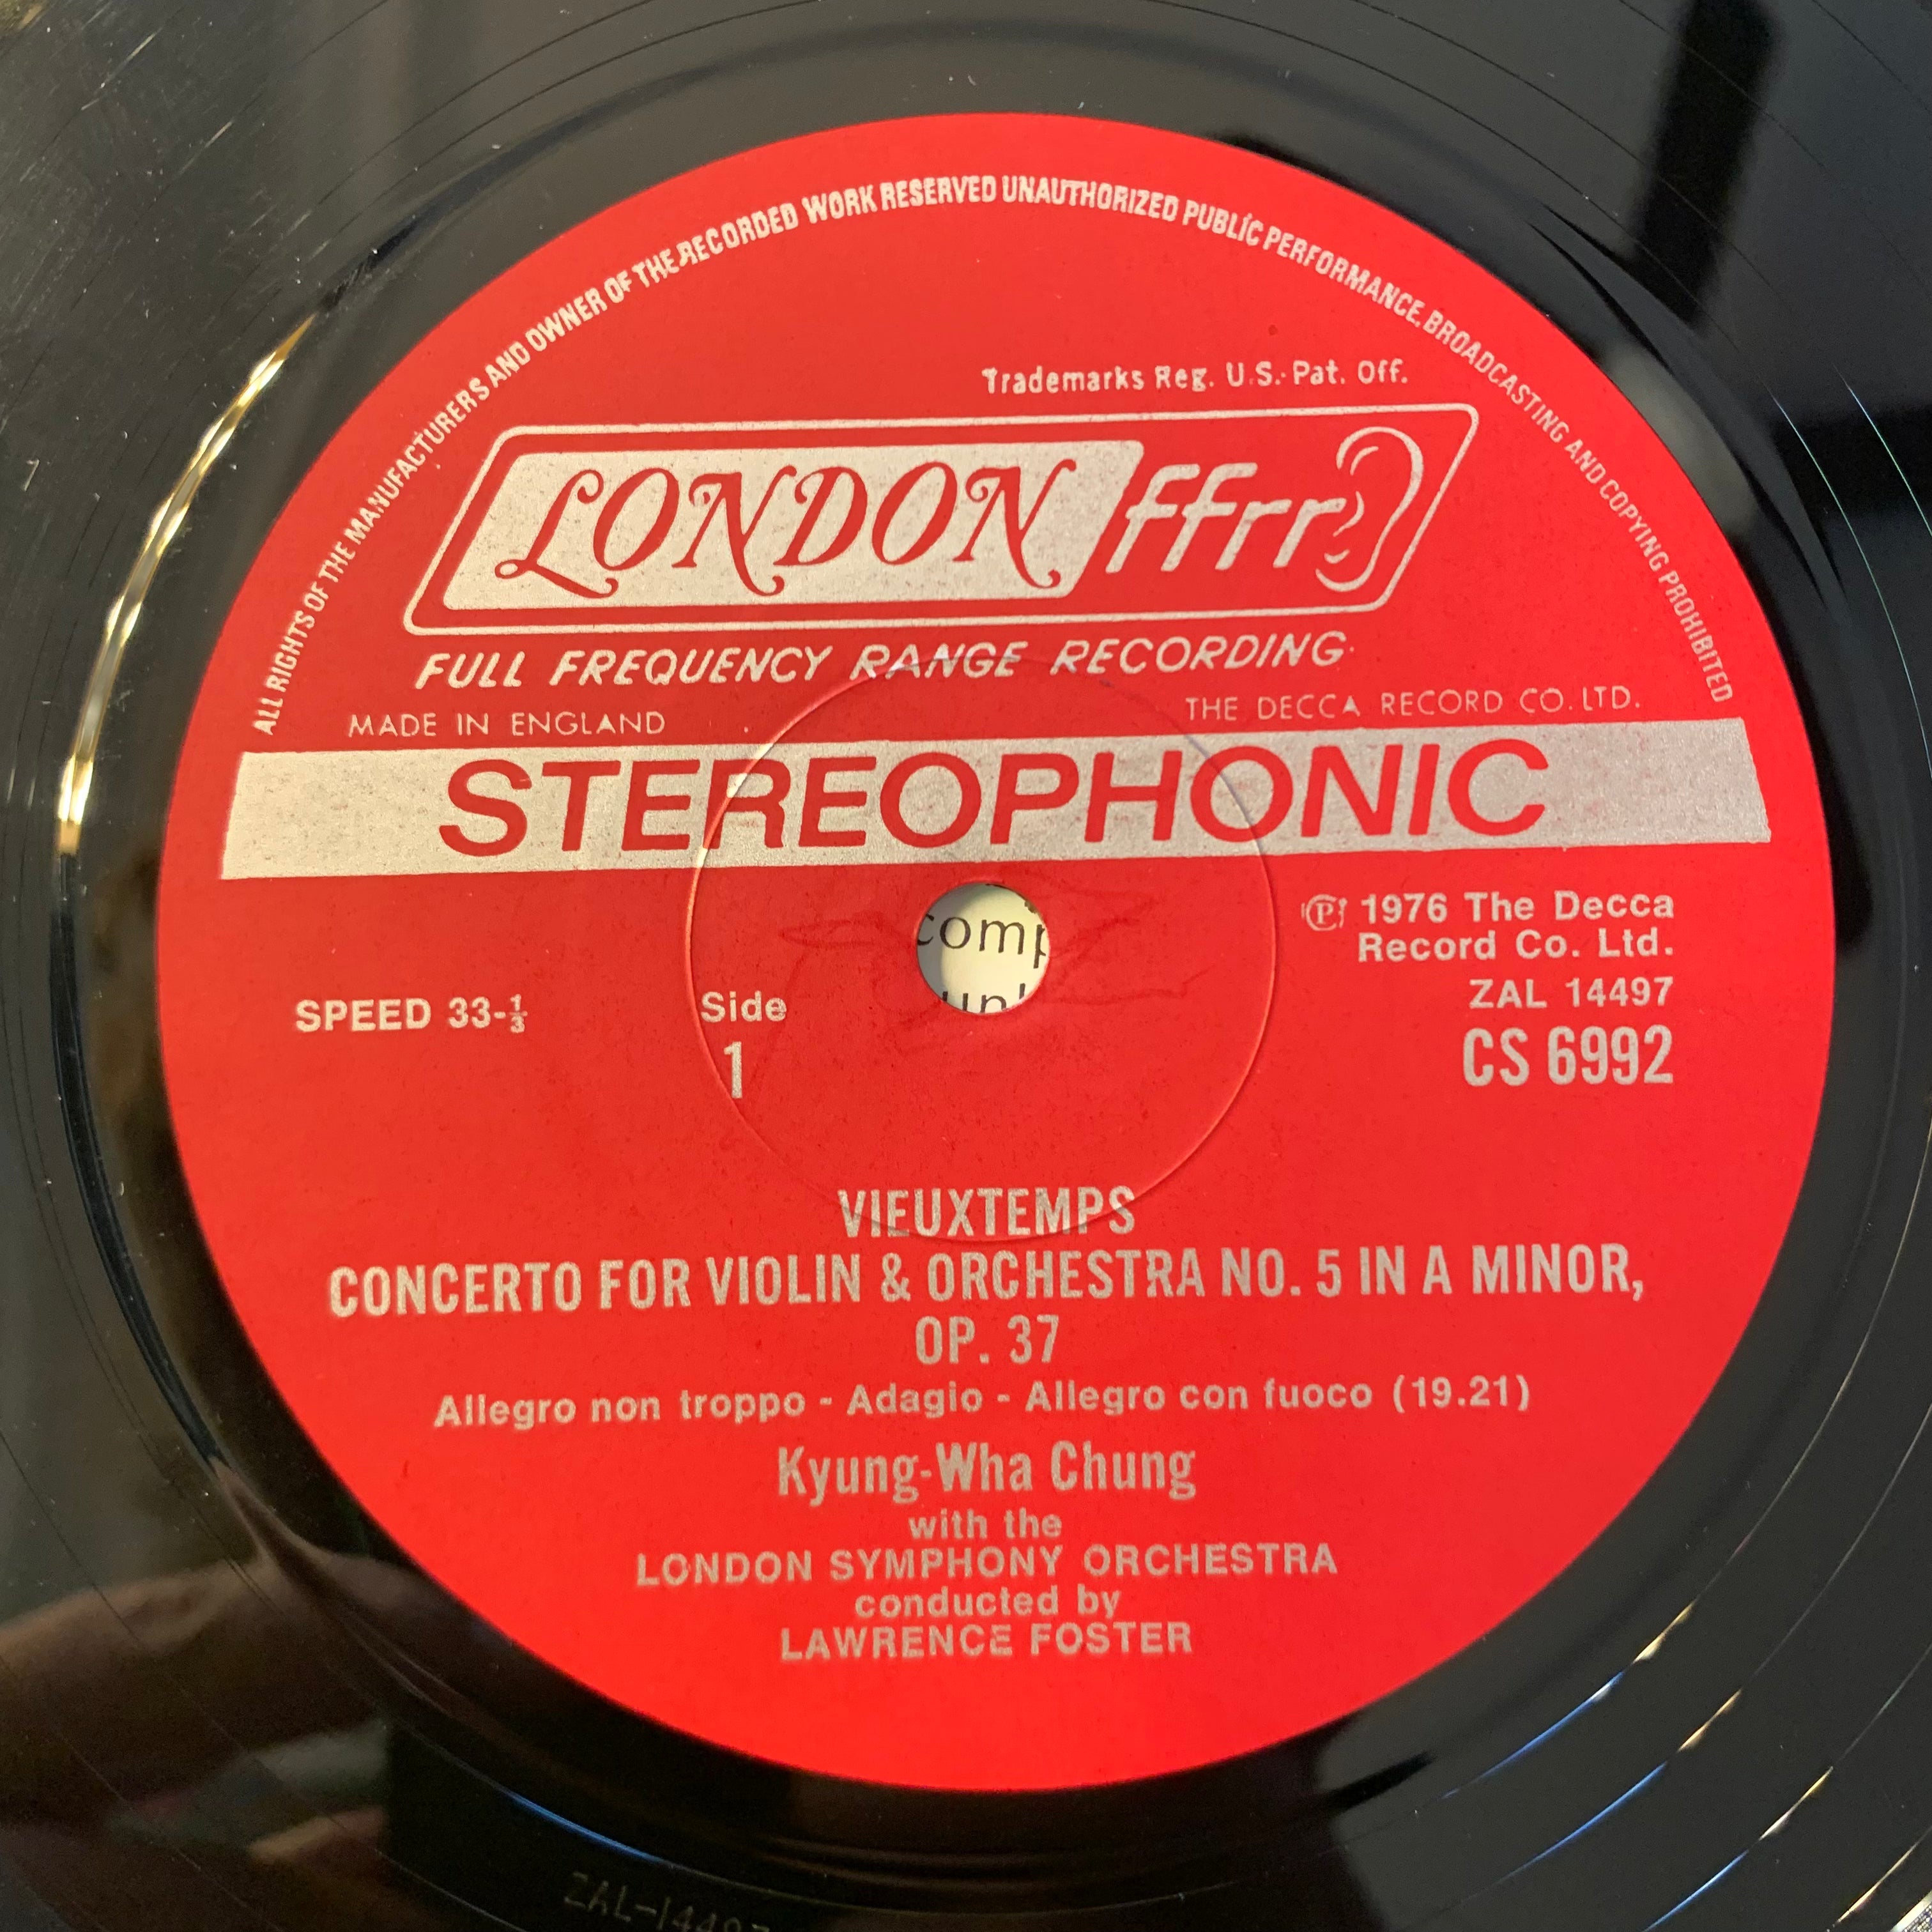 ALL RIGHTS OF THE MANUFACTURERS AND OWNER OF THE RECORDED WORK RESERVED UNAUTHORIZED PUBLIC PERFORMANCE, BROADCASTING AND COPYING PROHIBITED
Trademarks Reg. U.S. Pat. Off.
LONDON ffrr
FULL FREQUENCY RANGE RECORDING
MADE IN ENGLAND
THE DECCA RECORD CO. LTD.
STEREOPHONIC
℗ 1976 The Decca
Record Co. Ltd.
ZAL 14497
CS 6992
SPEED 33-⅓
Side
1
VIEUXTEMPS
CONCERTO FOR VIOLIN & ORCHESTRA NO. 5 IN A MINOR,
OP. 37
Allegro non troppo - Adagio - Allegro con fuoco (19.21)
Kyung-Wha Chung
with the
LONDON SYMPHONY ORCHESTRA
conducted by
LAWRENCE FOSTER